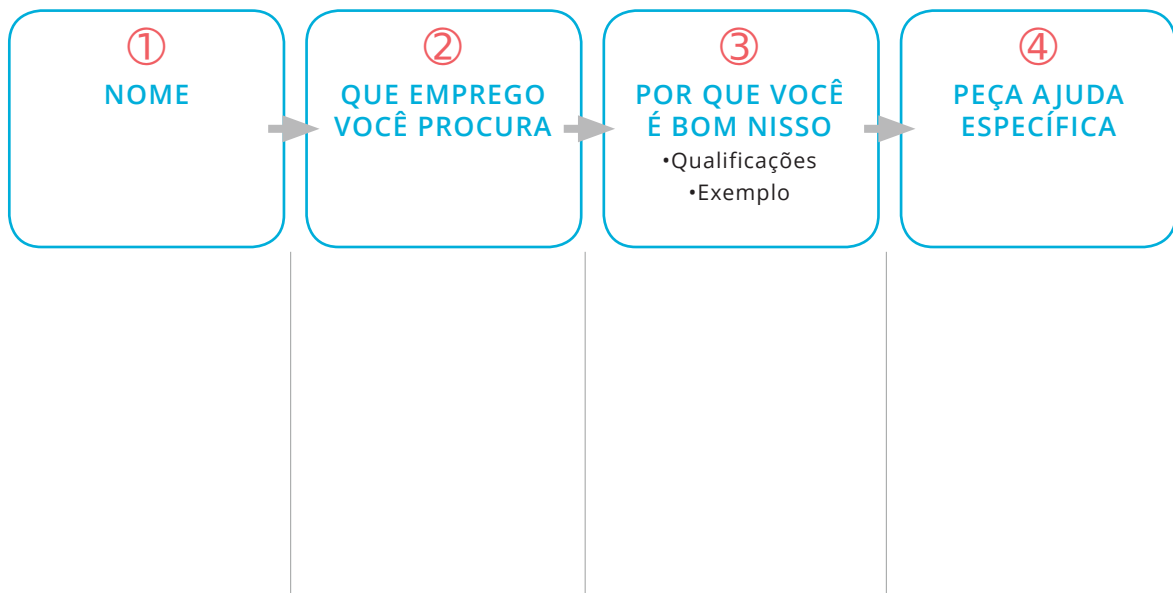 ①
NOME
②
QUE EMPREGO
VOCÊ PROCURA
③
POR QUE VOCÊ
É BOM NISSO
•Qualificações
•Exemplo
④
PEÇA AJUDA
ESPECÍFICA